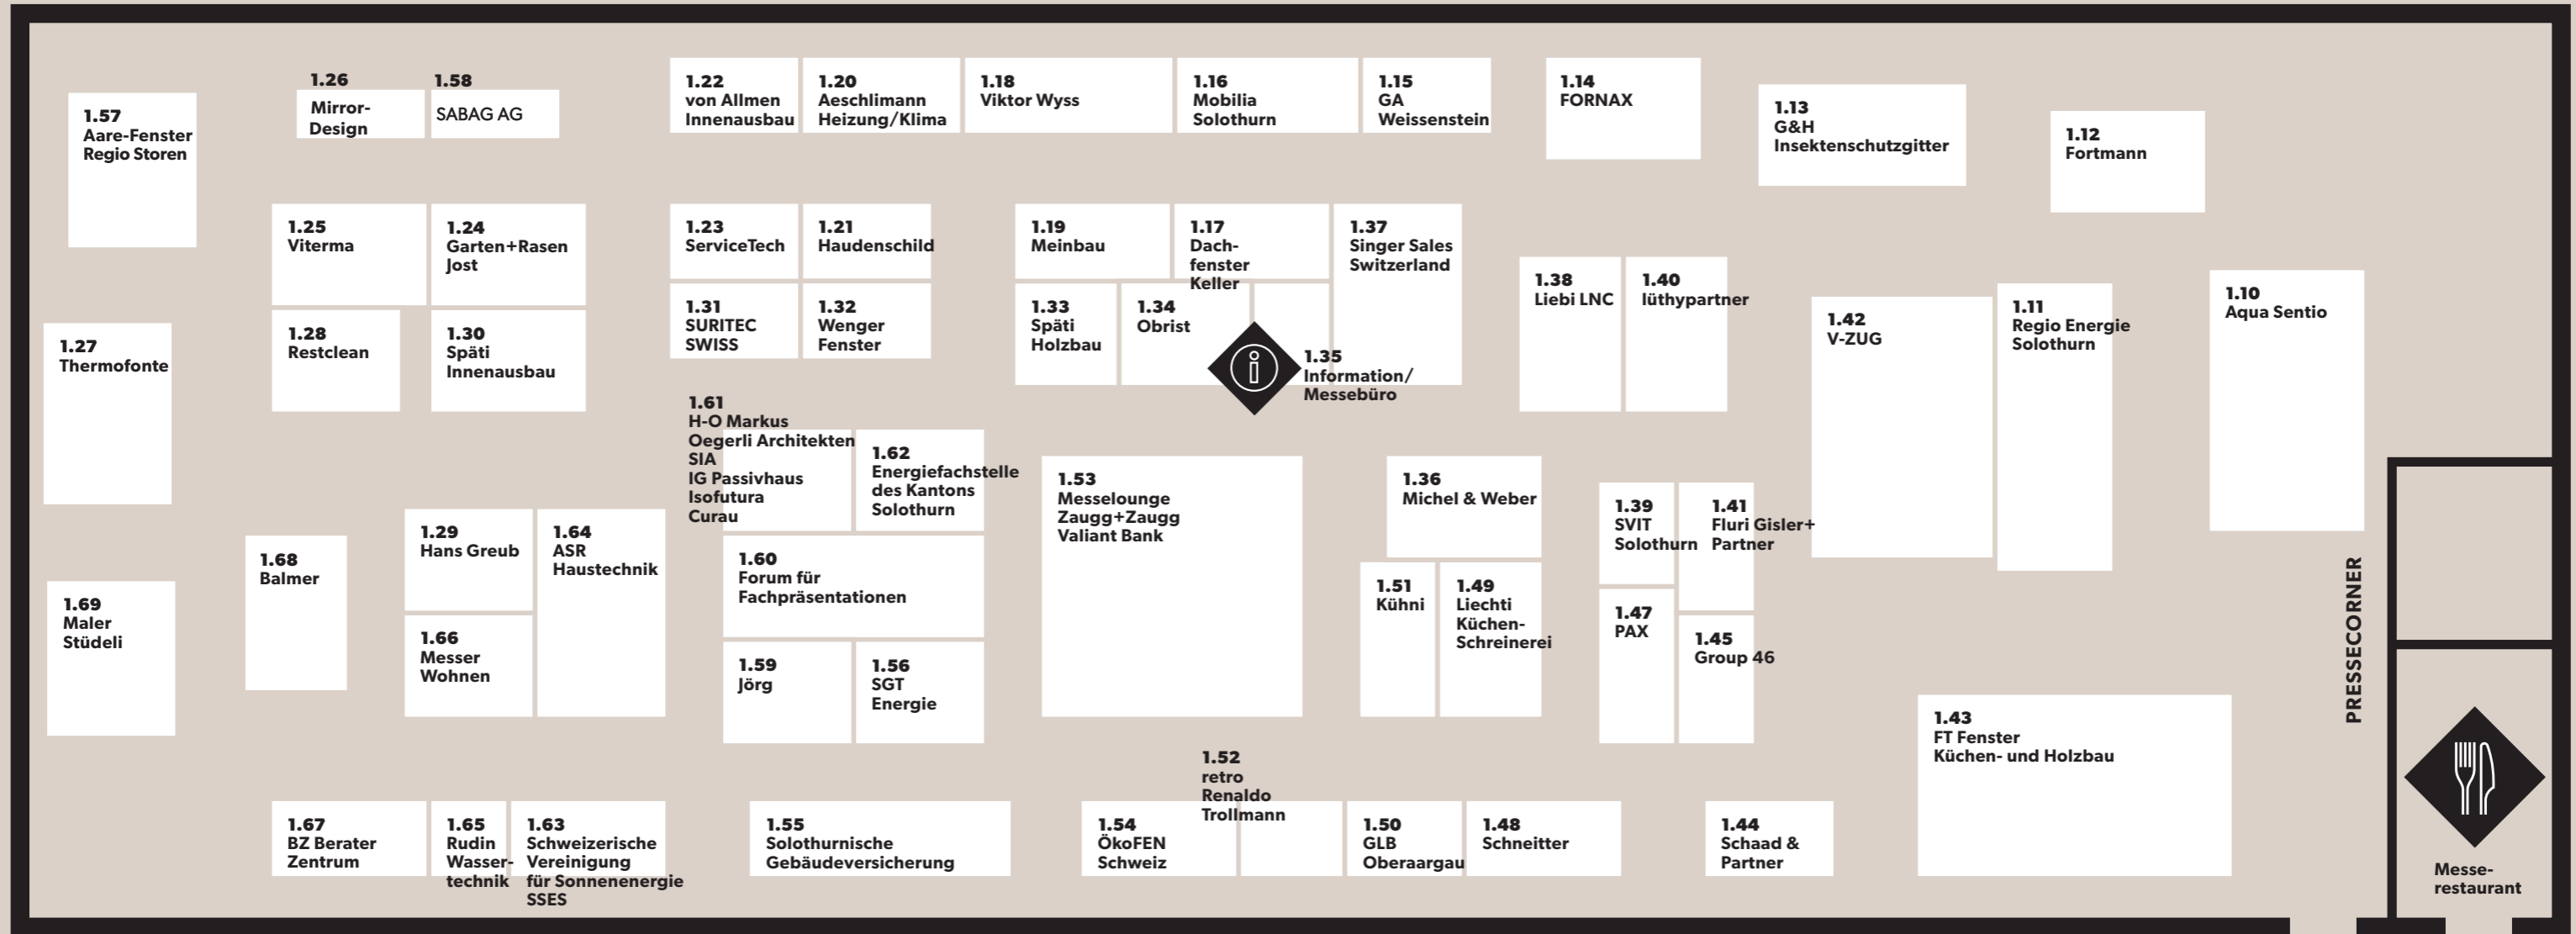 1.57
Aare-Fenster
Regio Storen
1.26
Mirror-
Design
1.58
SABAG AG
1.22
von Allmen
Innenausbau
1.20
Aeschlimann
Heizung/Klima
1.18
Viktor Wyss
1.16
Mobilia
Solothurn
1.15
GA
Weissenstein
1.14
FORNAX
1.13
G&H
Insektenschutzgitter
1.12
Fortmann
1.25
Viterma
1.24
Garten+Rasen
Jost
1.23
ServiceTech
1.21
Haudenschild
1.19
Meinbau
1.17
Dach-
fenster
Keller
1.37
Singer Sales
Switzerland
1.38
Liebi LNC
1.40
lüthypartner
1.42
V-ZUG
1.11
Regio Energie
Solothurn
1.10
Aqua Sentio
1.27
Thermofonte
1.28
Restclean
1.30
Späti
Innenausbau
1.31
SURITEC
SWISS
1.32
Wenger
Fenster
1.33
Späti
Holzbau
1.34
Obrist
1.35
Information/
Messebüro
1.61
H-O Markus
Oegerli Architekten
SIA
IG Passivhaus
Isofutura
Curau
1.62
Energiefachstelle
des Kantons
Solothurn
1.53
Messelounge
Zaugg+Zaugg
Valiant Bank
1.36
Michel & Weber
1.39
SVIT
Solothurn
1.41
Fluri Gisler+
Partner
1.68
Balmer
1.29
Hans Greub
1.64
ASR
Haustechnik
1.60
Forum für
Fachpräsentationen
1.51
Kühni
1.49
Liechti
Küchen-
Schreinerei
1.47
PAX
1.45
Group 46
PRESSECORNER
1.69
Maler
Stüdeli
1.66
Messer
Wohnen
1.59
Jörg
1.56
SGT
Energie
1.43
FT Fenster
Küchen- und Holzbau
1.67
BZ Berater
Zentrum
1.65
Rudin
Wasser-
technik
1.63
Schweizerische
Vereinigung
für Sonnenenergie
SSES
1.55
Solothurnische
Gebäudeversicherung
1.54
ÖkoFEN
Schweiz
1.52
retro
Renaldo
Trollmann
1.50
GLB
Oberaargau
1.48
Schneitter
1.44
Schaad &
Partner
Messe-
restaurant